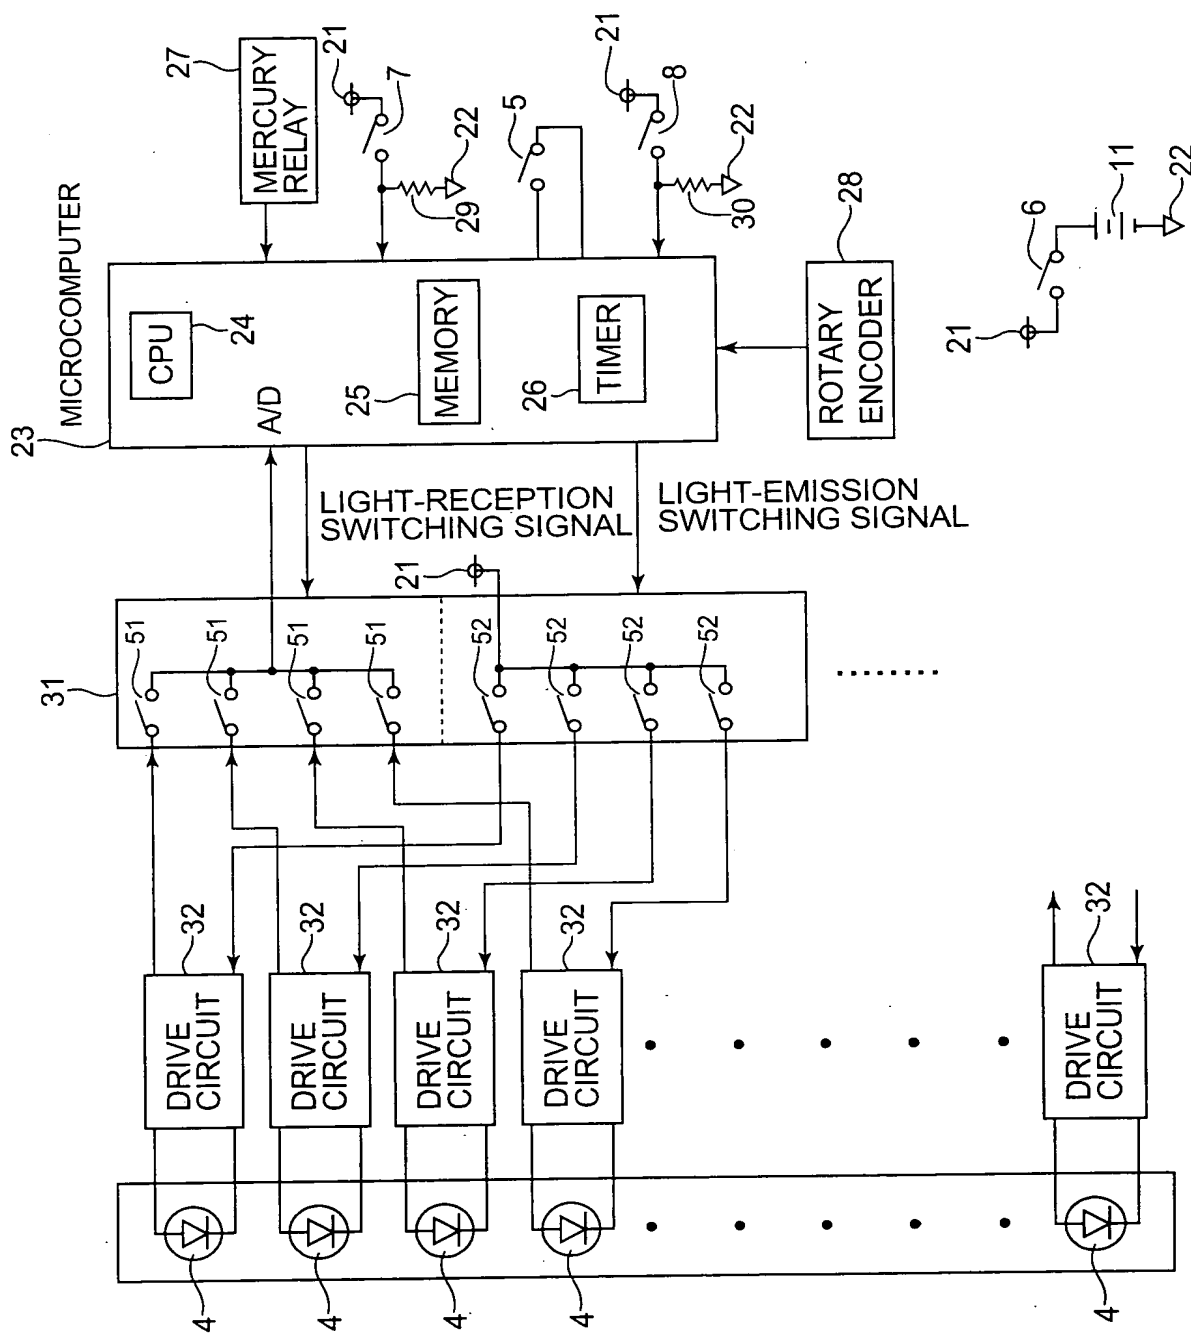 MICROCOMPUTER
23
CPU
24
A/D
25
MEMORY
26
TIMER
27
MERCURY
RELAY
21
7
22
29
5
21
8
22
30
28
ROTARY
ENCODER
21
6
11
22
LIGHT-RECEPTION
SWITCHING SIGNAL
LIGHT-EMISSION
SWITCHING SIGNAL
31
51
51
51
51
21
52
52
52
52
32
DRIVE
CIRCUIT
32
DRIVE
CIRCUIT
32
DRIVE
CIRCUIT
32
DRIVE
CIRCUIT
32
DRIVE
CIRCUIT
4
4
4
4
4